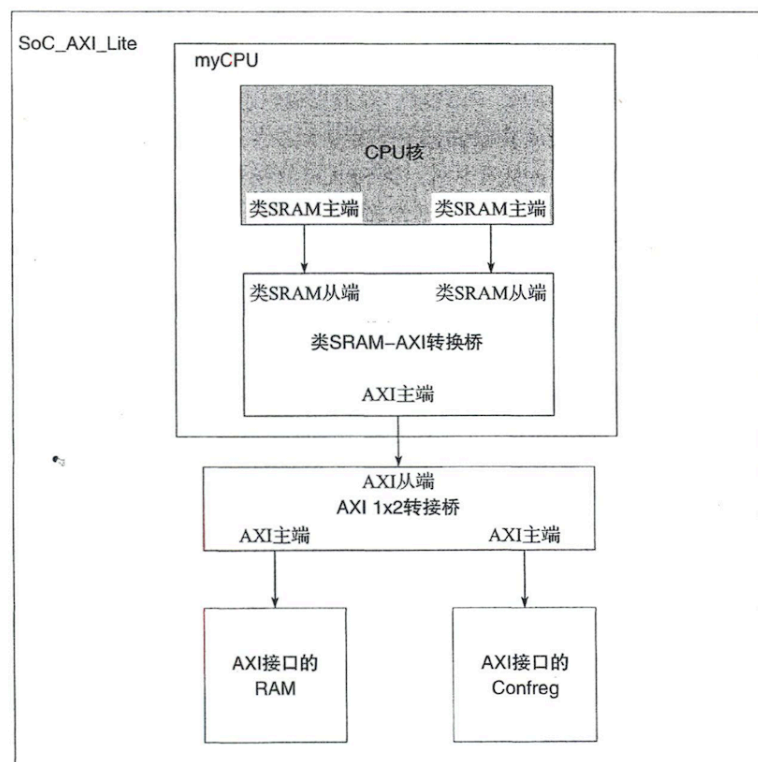 SoC_AXI_Lite
myCPU
CPU核
类SRAM主端 类SRAM主端
类SRAM从端 类SRAM从端
类SRAM-AXI转换桥
AXI主端
AXI从端
AXI 1x2转接桥
AXI主端 AXI主端
AXI接口的
RAM
AXI接口的
Confreg